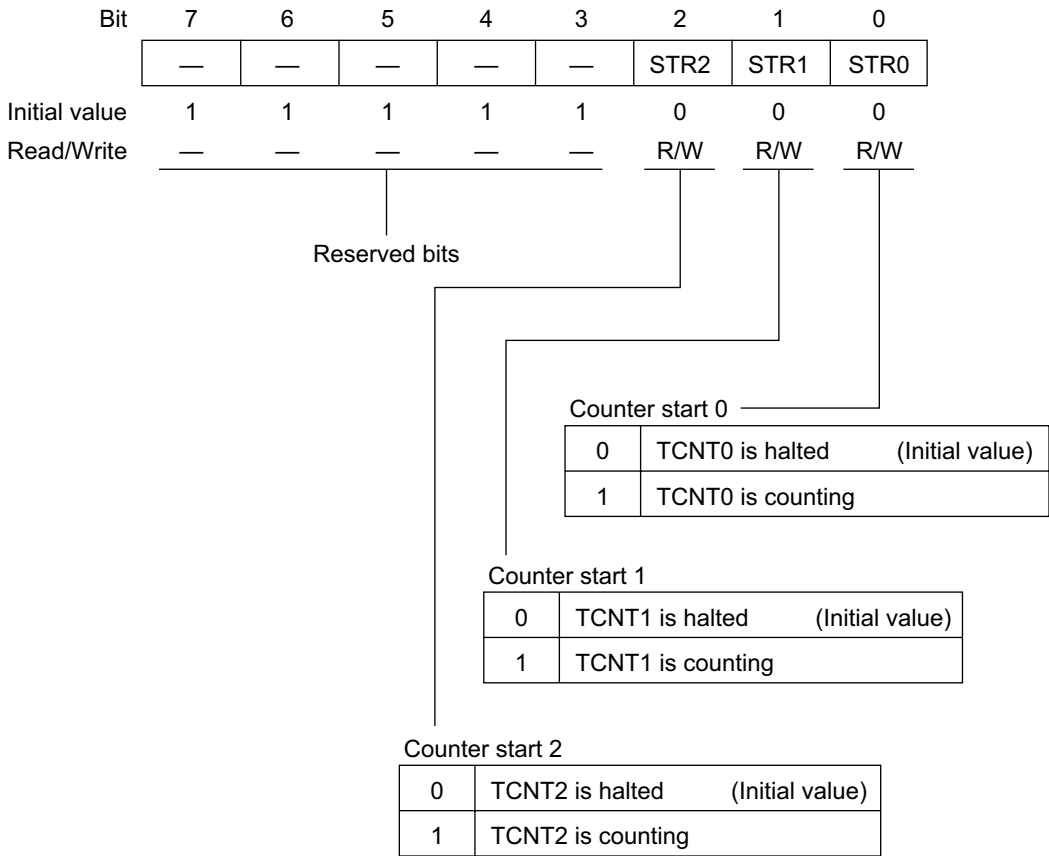 Bit 7 6 5 4 3 2 1 0
— — — — — STR2 STR1 STR0
Initial value 1 1 1 1 1 0 0 0
Read/Write — — — — — R/W R/W R/W
Reserved bits
Counter start 0
0 TCNT0 is halted (Initial value)
1 TCNT0 is counting
Counter start 1
0 TCNT1 is halted (Initial value)
1 TCNT1 is counting
Counter start 2
0 TCNT2 is halted (Initial value)
1 TCNT2 is counting